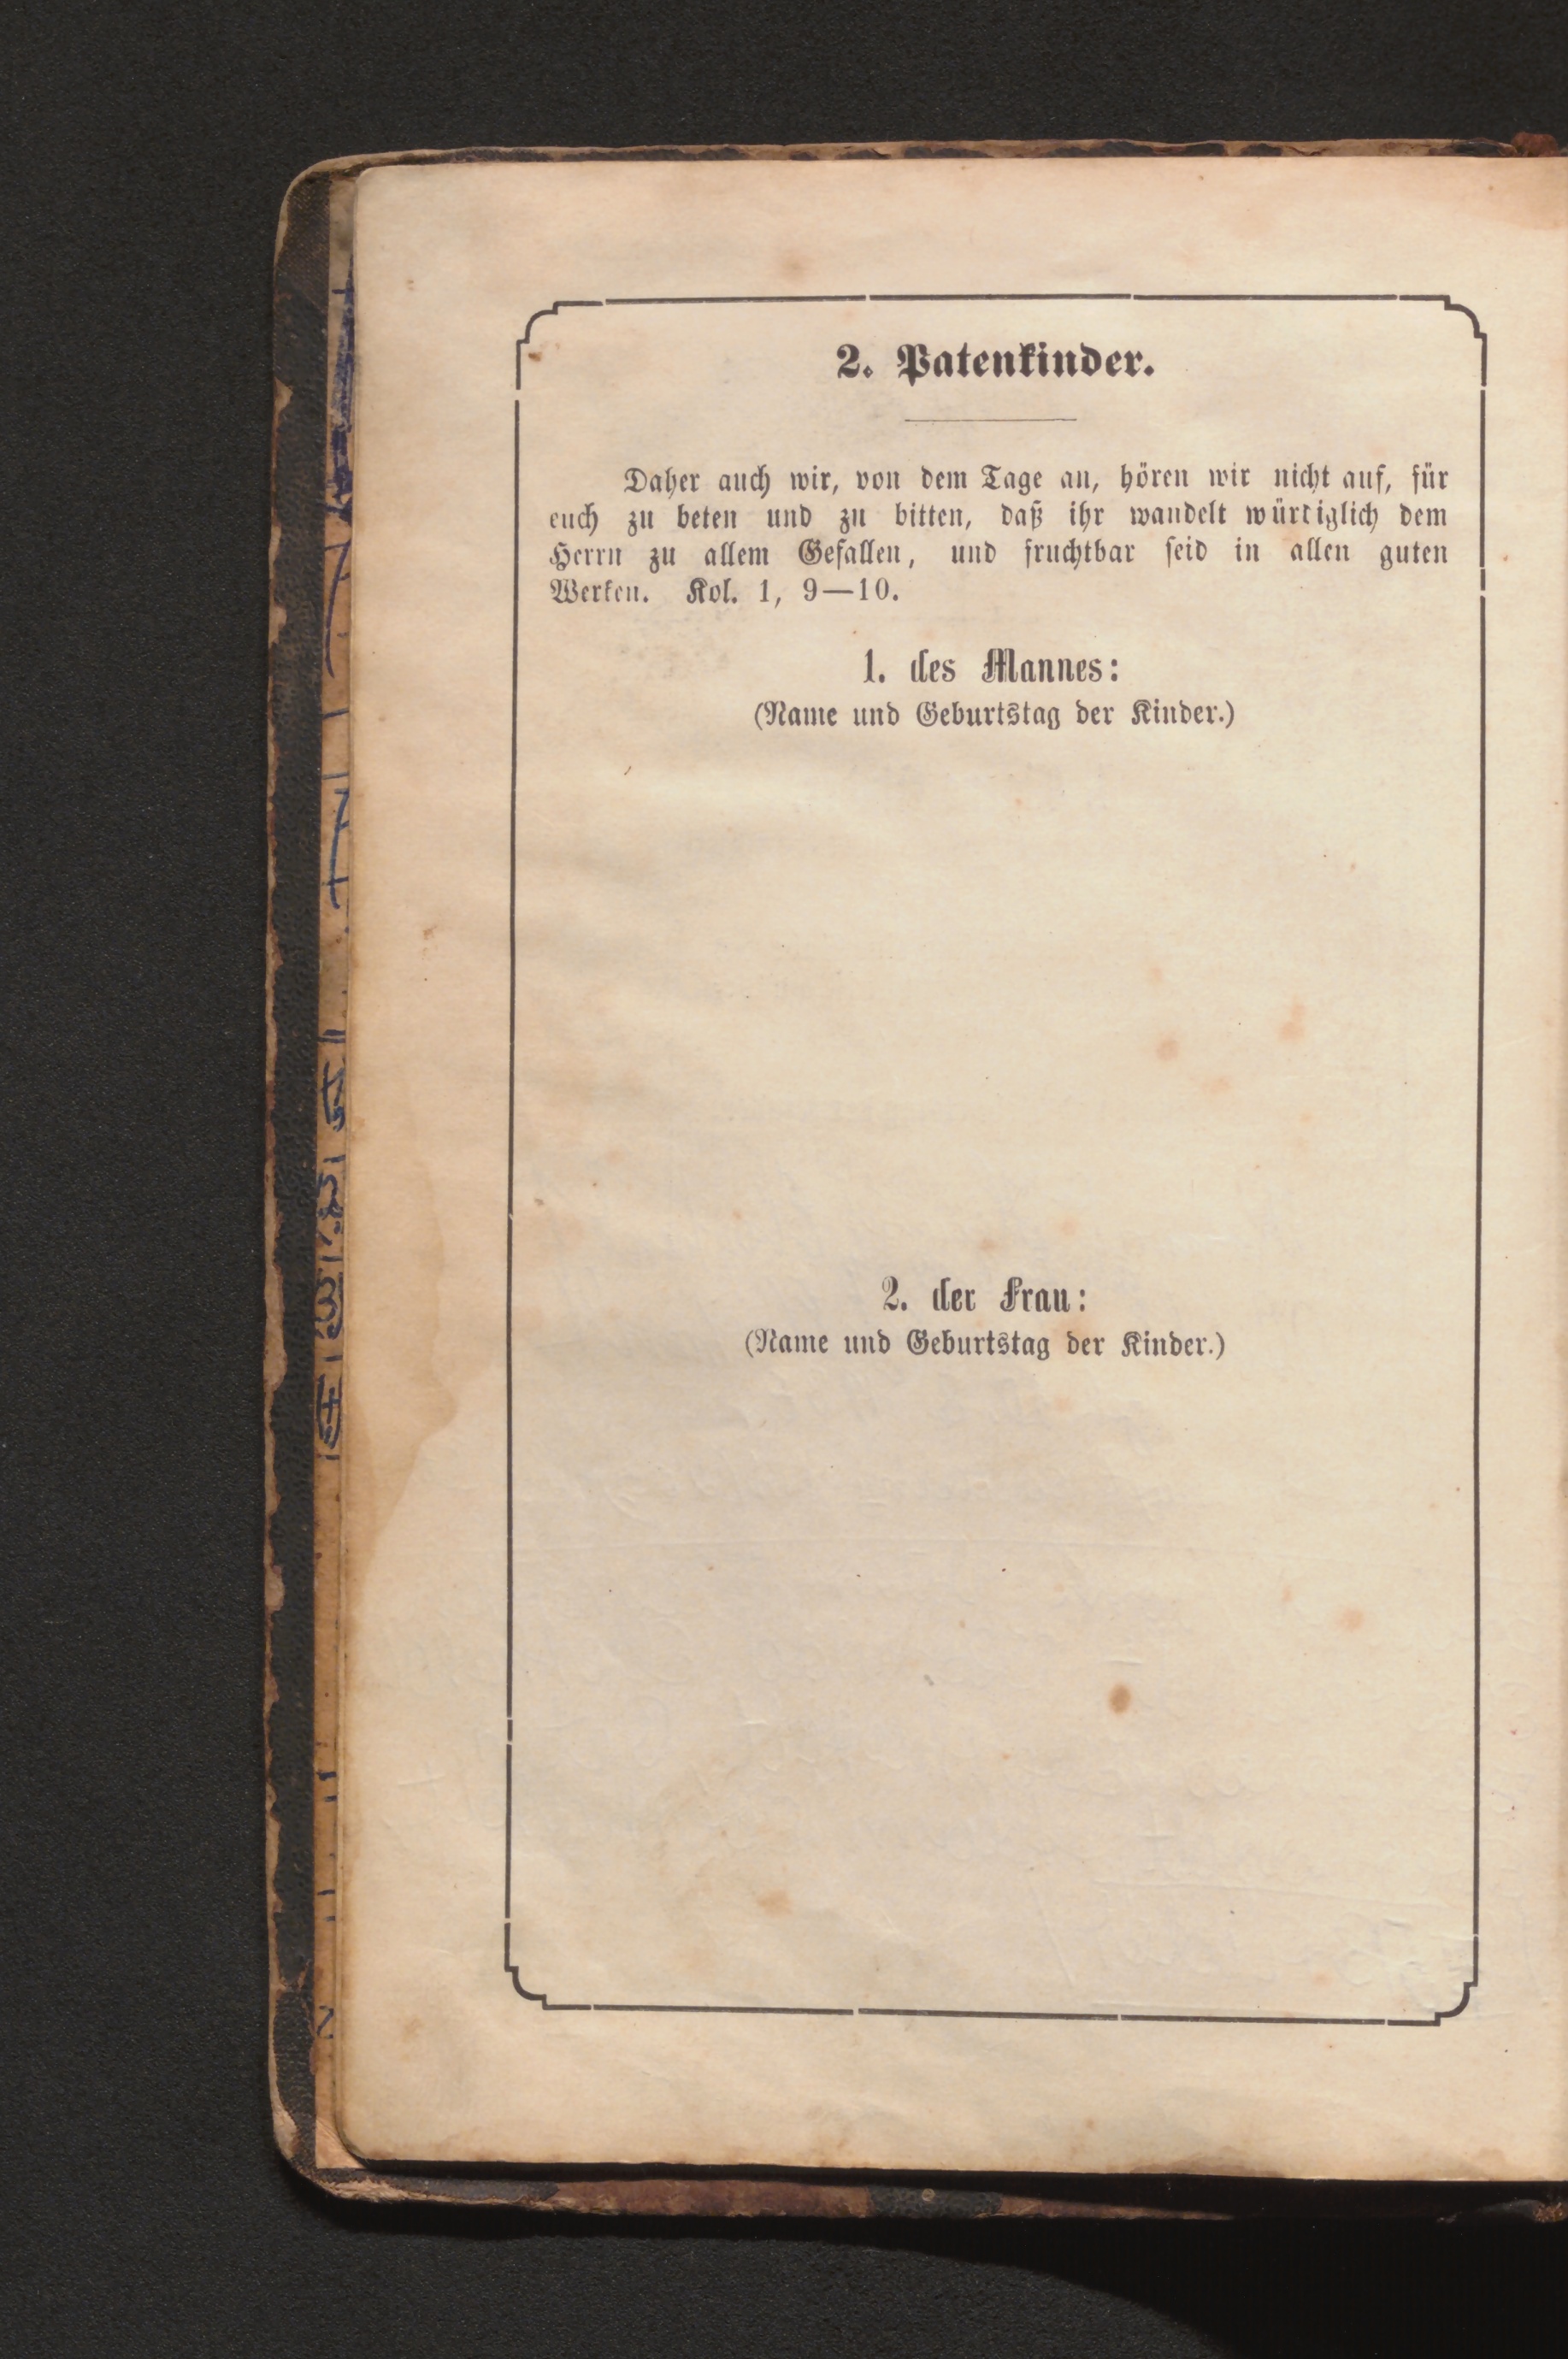 2. Patenkinder.
Daher auch wir, von dem Tage an, hören wir nicht auf, für
euch zu beten und zu bitten, daß ihr wandelt würdiglich dem
Herrn zu allem Gefallen, und fruchtbar seid in allen guten
Werken. Kol. 1, 9—10.
1. des Mannes:
(Name und Geburtstag der Kinder.)
2. der Frau:
(Name und Geburtstag der Kinder.)